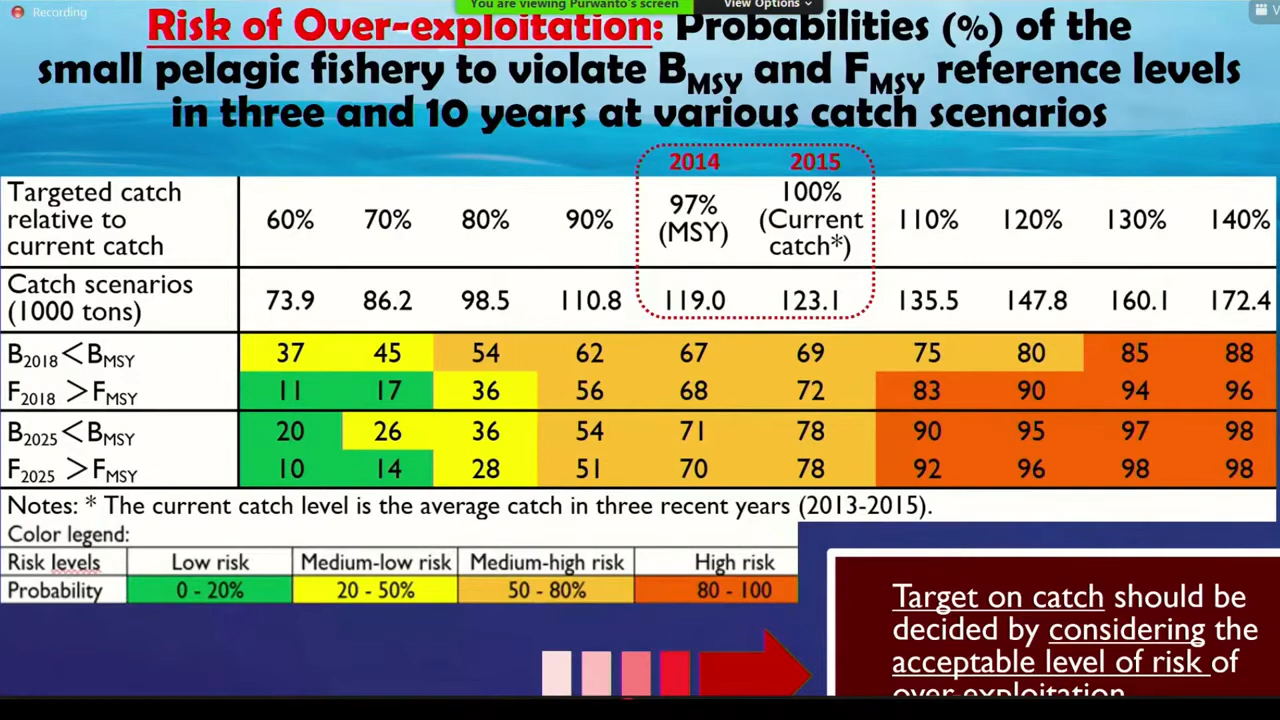 Recording
You are viewing Purwanto's screen
View Options
Risk of Over-exploitation: Probabilities (%) of the
small pelagic fishery to violate BMSY and FMSY reference levels
in three and 10 years at various catch scenarios
2014 2015
Targeted catch relative to current catch 60% 70% 80% 90% 97% (MSY) 100% (Current catch*) 110% 120% 130% 140%
Catch scenarios (1000 tons) 73.9 86.2 98.5 110.8 119.0 123.1 135.5 147.8 160.1 172.4
B2018 < BMSY 37 45 54 62 67 69 75 80 85 88
F2018 > FMSY 11 17 36 56 68 72 83 90 94 96
B2025 < BMSY 20 26 36 54 71 78 90 95 97 98
F2025 > FMSY 10 14 28 51 70 78 92 96 98 98
Notes: * The current catch level is the average catch in three recent years (2013-2015).
Color legend:
Risk levels Low risk Medium-low risk Medium-high risk High risk
Probability 0 - 20% 20 - 50% 50 - 80% 80 - 100
Target on catch should be
decided by considering the
acceptable level of risk of
over-exploitation